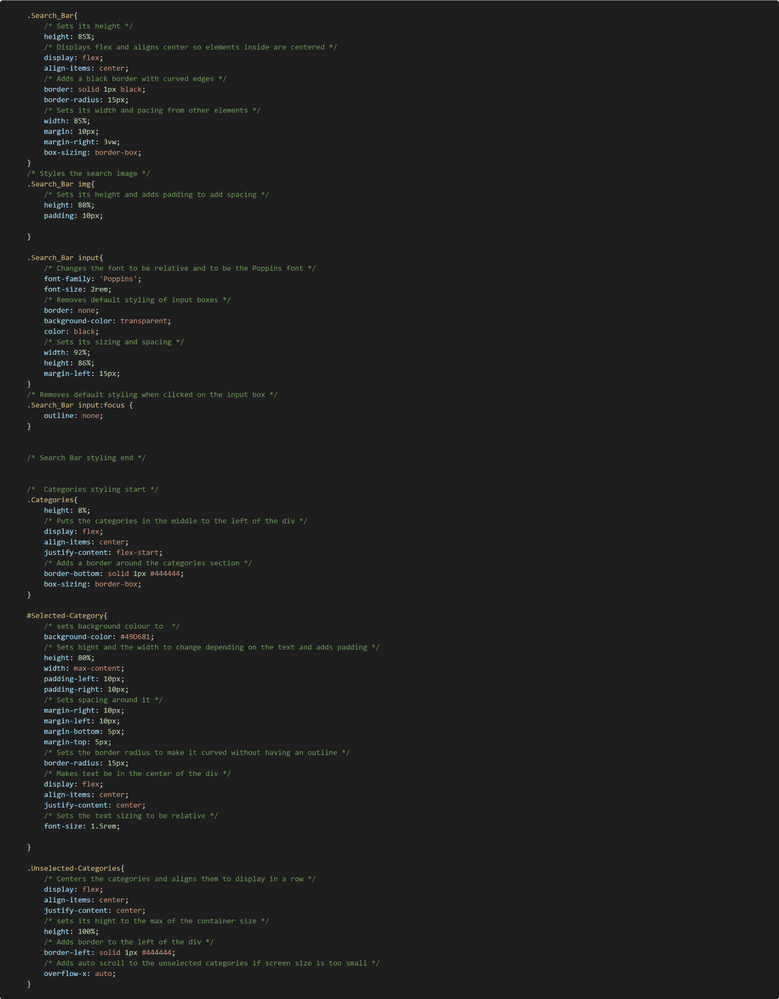 .Search_Bar{
    /* Sets its height */
    height: 85%;
    /* Displays flex and aligns center so elements inside are centered */
    display: flex;
    align-items: center;
    /* Adds a black border with curved edges */
    border: solid 1px black;
    border-radius: 15px;
    /* Sets its width and pacing from other elements */
    width: 85%;
    margin: 10px;
    margin-right: 3vw;
    box-sizing: border-box;
}
/* Styles the search image */
.Search_Bar img{
    /* Sets its height and adds padding to add spacing */
    height: 80%;
    padding: 10px;

}

.Search_Bar input{
    /* Changes the font to be relative and to be the Poppins font */
    font-family: 'Poppins';
    font-size: 2rem;
    /* Removes default styling of input boxes */
    border: none;
    background-color: transparent;
    color: black;
    /* Sets its sizing and spacing */
    width: 92%;
    height: 86%;
    margin-left: 15px;
}
/* Removes default styling when clicked on the input box */
.Search_Bar input:focus {
    outline: none;
}


/* Search Bar styling end */


/*  Categories styling start */
.Categories{
    height: 8%;
    /* Puts the categories in the middle to the left of the div */
    display: flex;
    align-items: center;
    justify-content: flex-start;
    /* Adds a border around the categories section */
    border-bottom: solid 1px #444444;
    box-sizing: border-box;
}

#Selected-Category{
    /* sets background colour to  */
    background-color: #49D681;
    /* Sets hight and the width to change depending on the text and adds padding */
    height: 80%;
    width: max-content;
    padding-left: 10px;
    padding-right: 10px;
    /* Sets spacing around it */
    margin-right: 10px;
    margin-left: 10px;
    margin-bottom: 5px;
    margin-top: 5px;
    /* Sets the border radius to make it curved without having an outline */
    border-radius: 15px;
    /* Makes text be in the center of the div */
    display: flex;
    align-items: center;
    justify-content: center;
    /* Sets the text sizing to be relative */
    font-size: 1.5rem;

}

.Unselected-Categories{
    /* Centers the categories and aligns them to display in a row */
    display: flex;
    align-items: center;
    justify-content: center;
    /* sets its hight to the max of the container size */
    height: 100%;
    /* Adds border to the left of the div */
    border-left: solid 1px #444444;
    /* Adds auto scroll to the unselected categories if screen size is too small */
    overflow-x: auto;
}